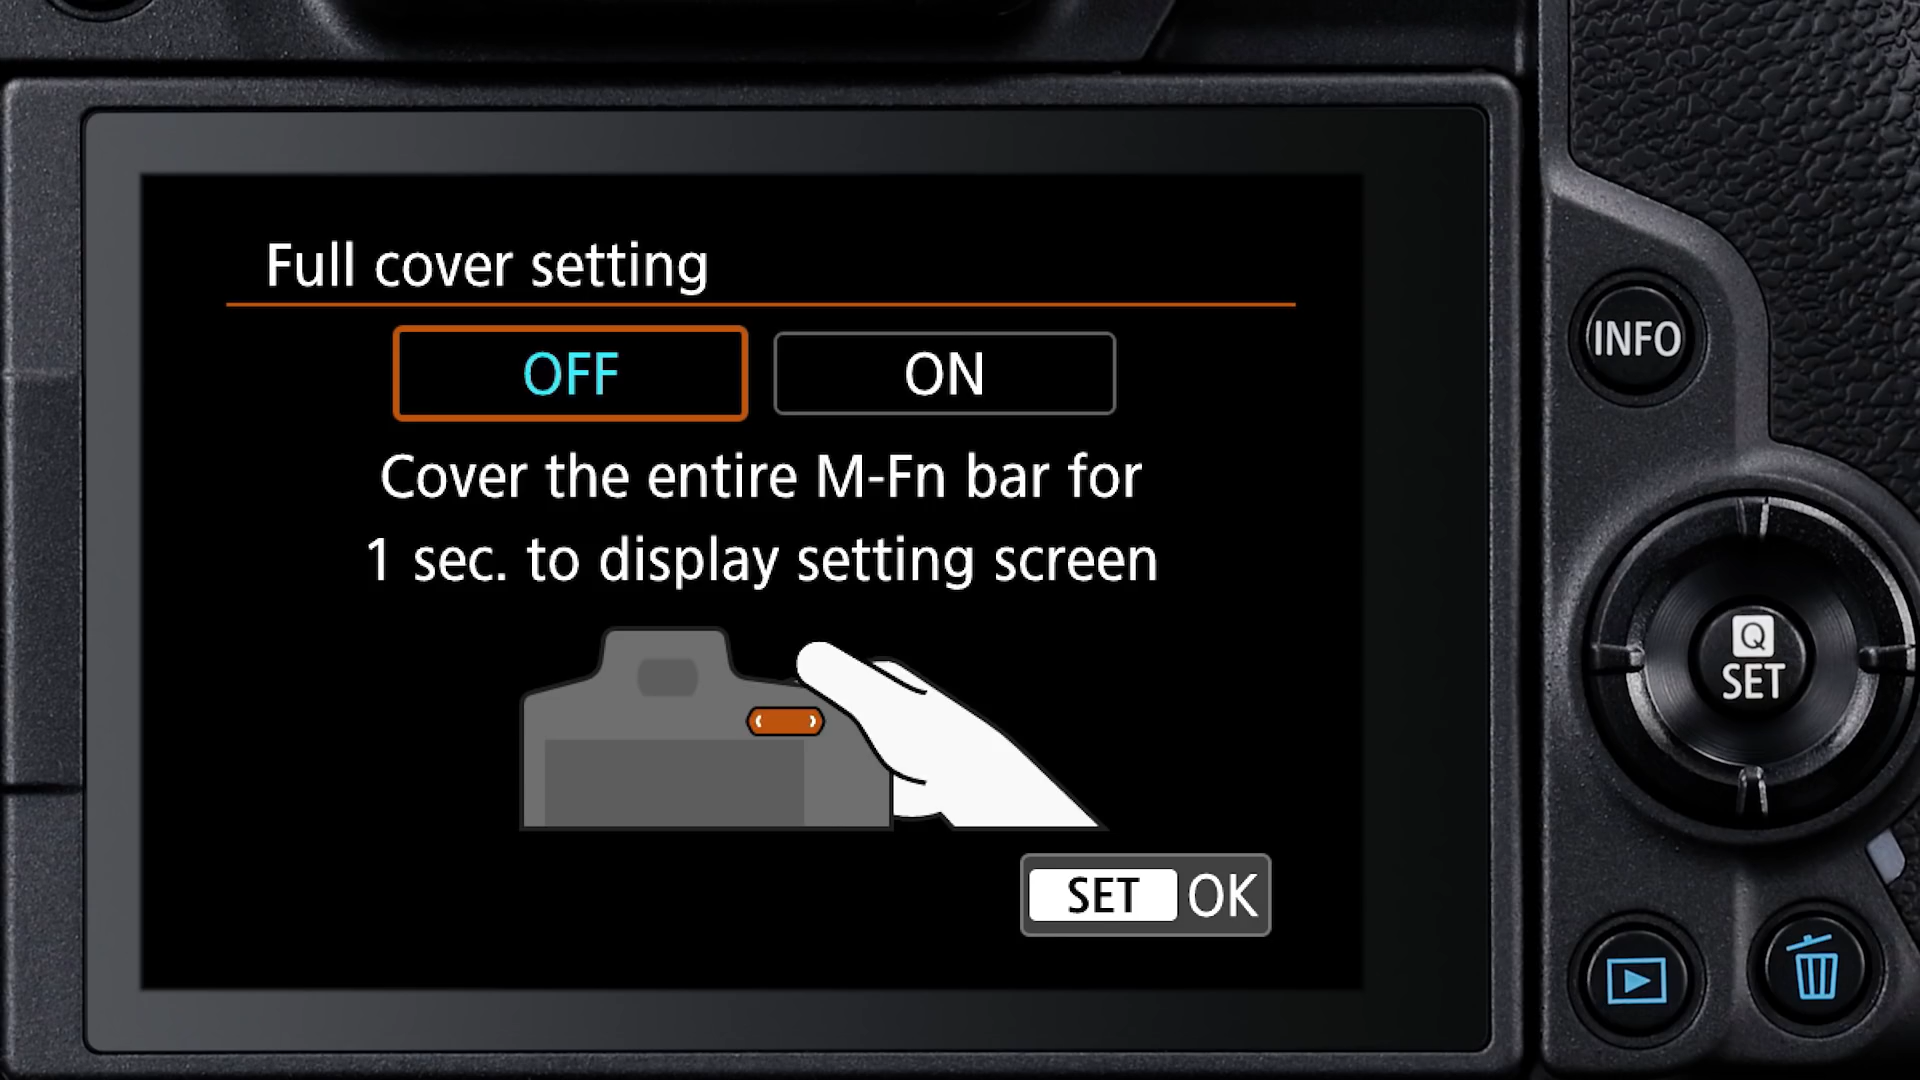 Full cover setting
OFF ON
Cover the entire M-Fn bar for
1 sec. to display setting screen
SET OK
INFO
Q
SET